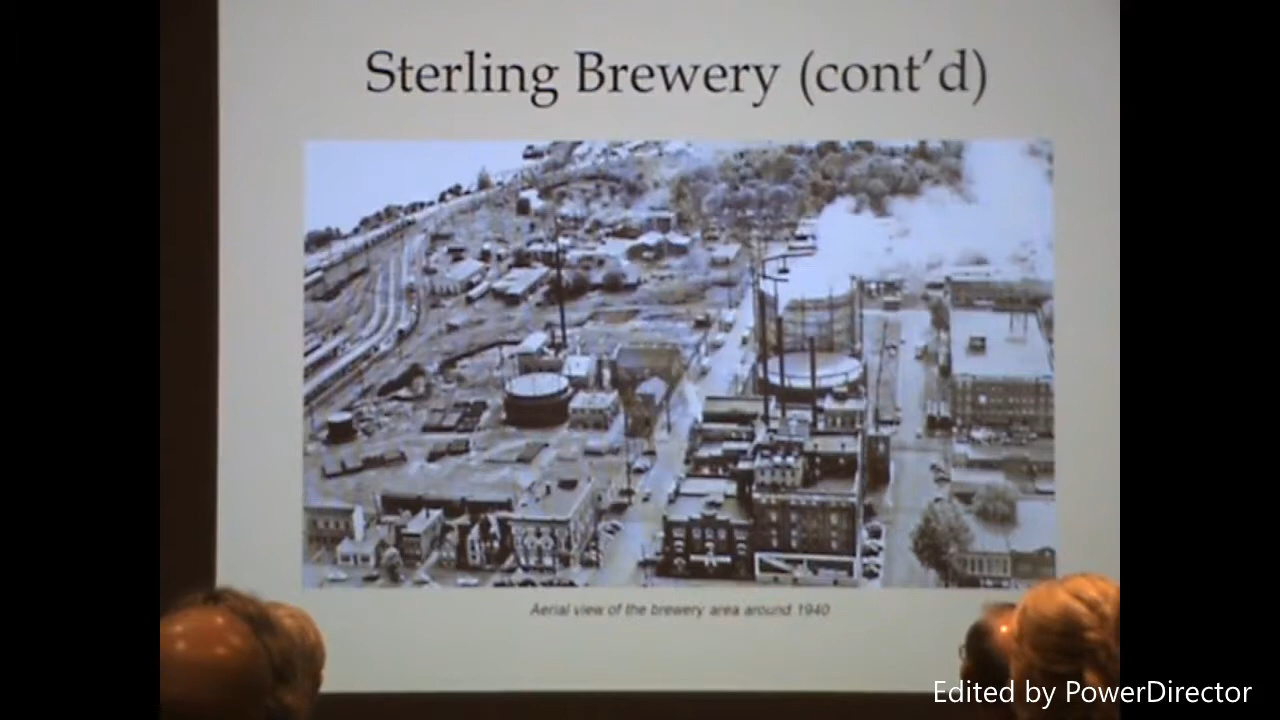 Sterling Brewery (cont'd)
Aerial view of the brewery area around 1940
Edited by PowerDirector